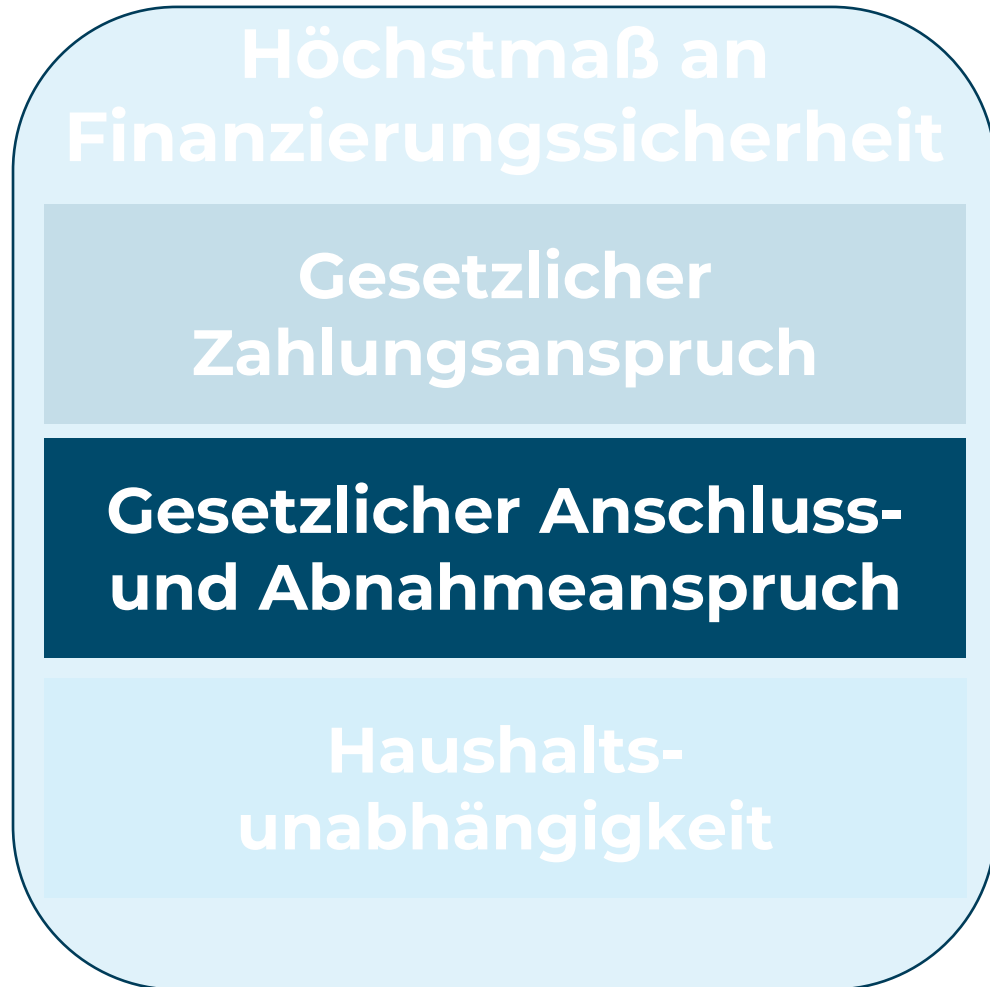 Höchstmaß an
Finanzierungssicherheit
Gesetzlicher
Zahlungsanspruch
Gesetzlicher Anschluss-
und Abnahmeanspruch
Haushalts-
unabhängigkeit